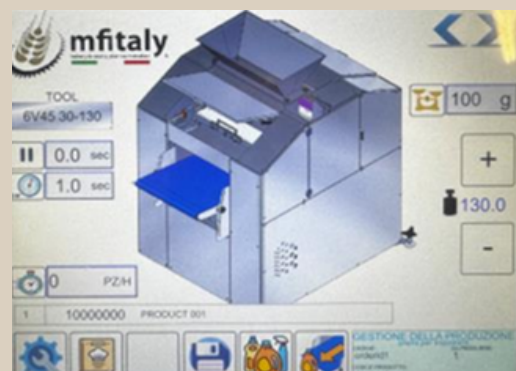 mfitaly
TOOL
6V45 30-130
100 g
0.0 sec
1.0 sec
+
130.0
-
0 PZ/H
1 10000000 PRODUCT 001
GESTIONE DELLA PRODUZIONE
1